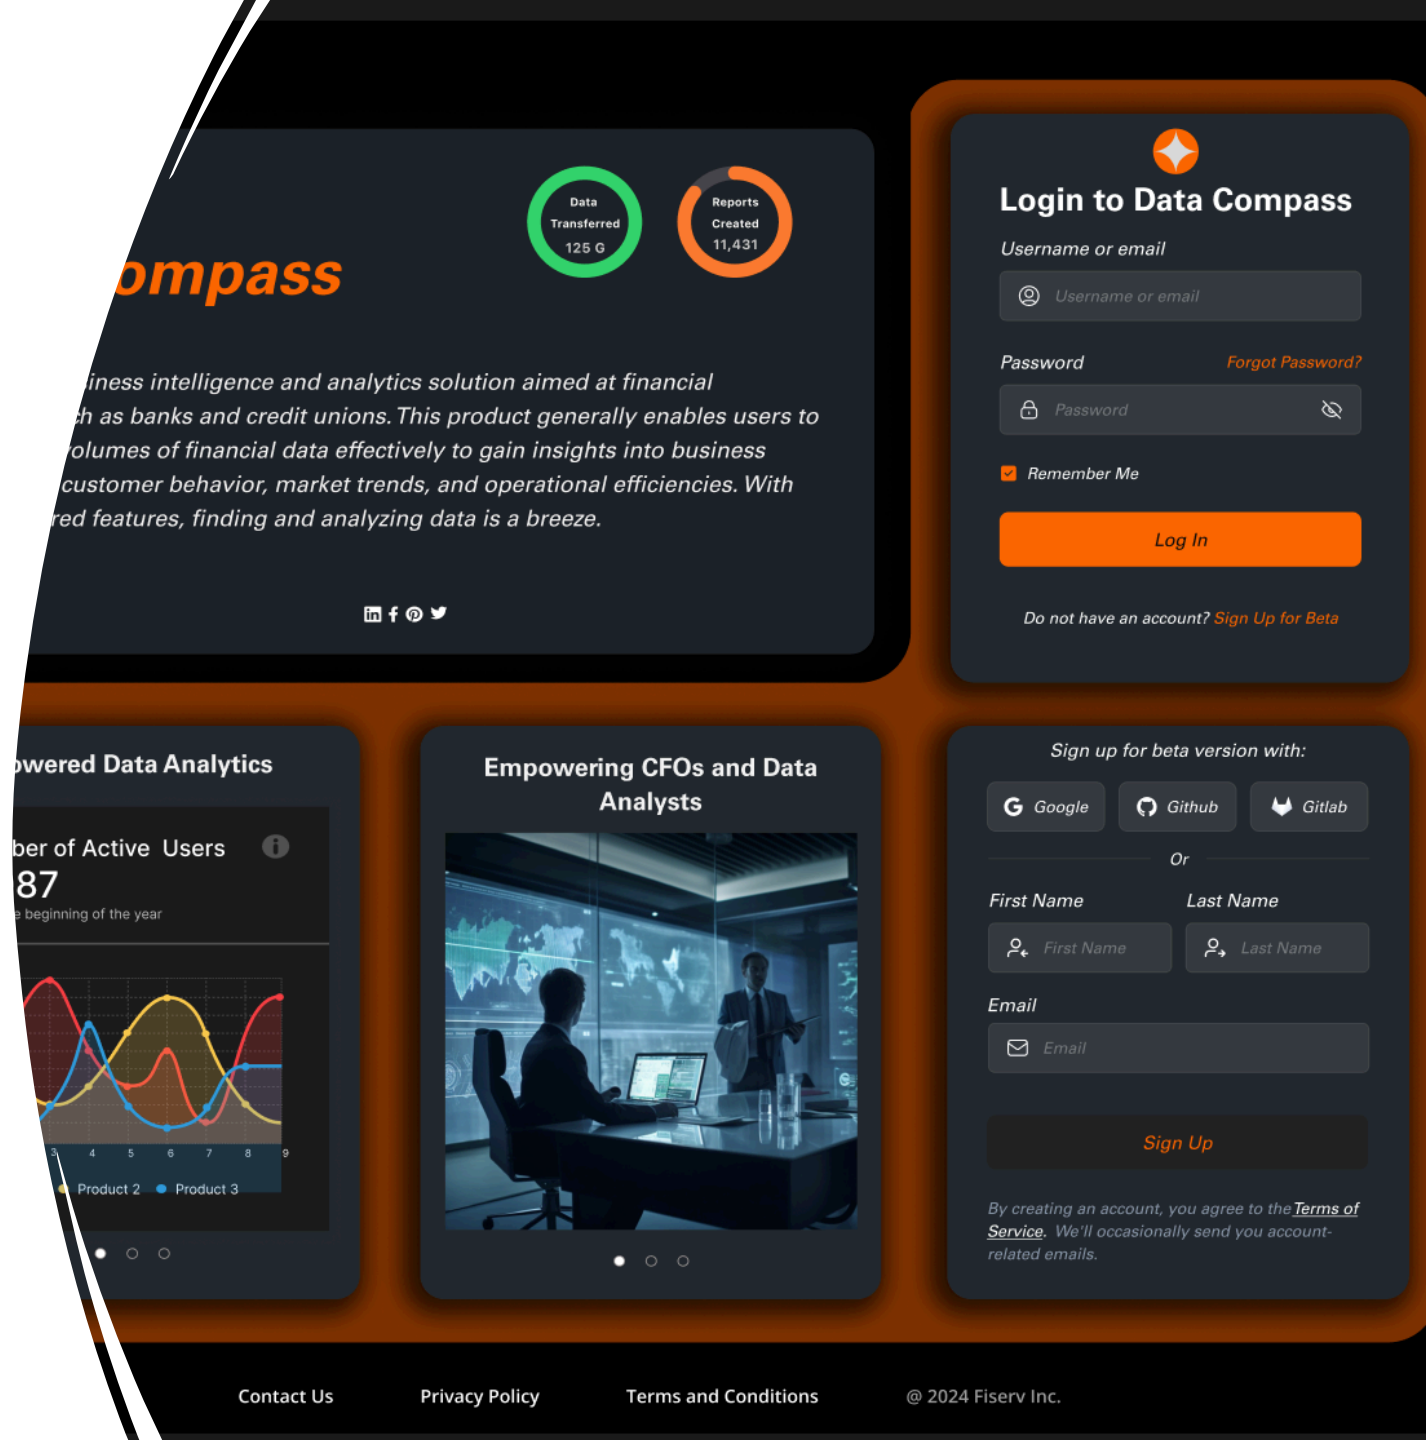 Data
Transferred
125 G
Reports
Created
11,431
ompass
iness intelligence and analytics solution aimed at financial
ch as banks and credit unions. This product generally enables users to
olumes of financial data effectively to gain insights into business
customer behavior, market trends, and operational efficiencies. With
red features, finding and analyzing data is a breeze.
in f
Login to Data Compass
Username or email
Username or email
Password Forgot Password?
Password
Remember Me
Log In
Do not have an account? Sign Up for Beta
owered Data Analytics
ber of Active Users
87
e beginning of the year
3 4 5 6 7 8 9
Product 2 Product 3
Empowering CFOs and Data
Analysts
Sign up for beta version with:
G Google Github Gitlab
Or
First Name Last Name
First Name Last Name
Email
Email
Sign Up
By creating an account, you agree to the Terms of
Service. We'll occasionally send you account-
related emails.
Contact Us Privacy Policy Terms and Conditions @ 2024 Fiserv Inc.